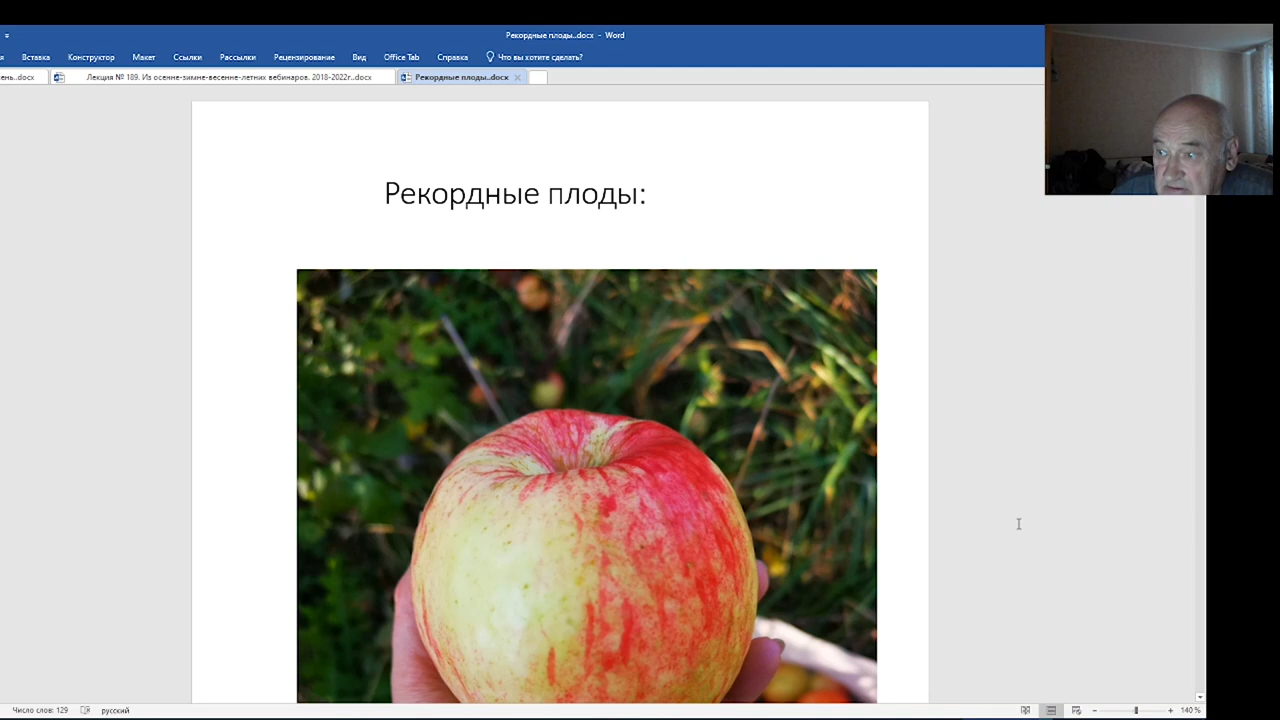 Рекордные плоды..docx - Word
я Вставка Конструктор Макет Ссылки Рассылки Рецензирование Вид Office Tab Справка Что вы хотите сделать?
ень..docx Лекция № 189. Из осенне-зимне-весенне-летних вебинаров. 2018-2022г..docx Рекордные плоды..docx
Рекордные плоды:
Число слов: 129 русский 140 %